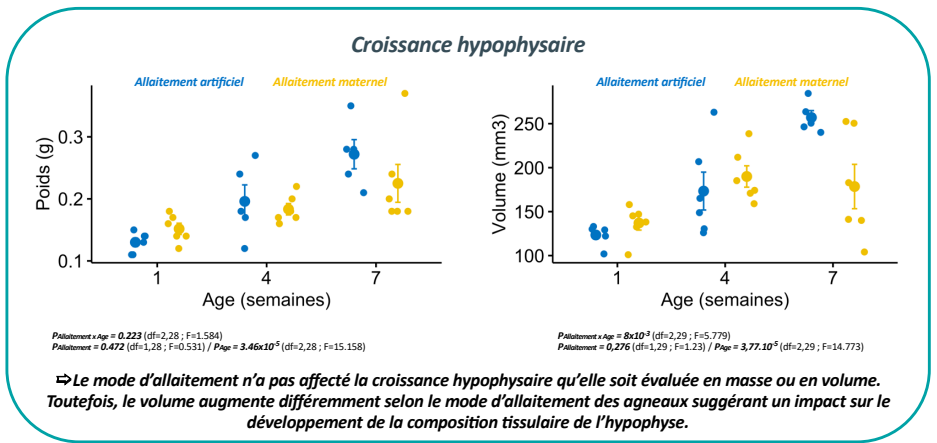 Croissance hypophysaire
Allaitement artificiel
Allaitement maternel
Poids (g)
0.3
0.2
0.1
1
4
7
Age (semaines)
PAllaitement x Age = 0.223 (df=2,28 ; F=1.584)
PAllaitement = 0.472 (df=1,28 ; F=0.531) / PAge = 3.46x10-5 (df=2,28 ; F=15.158)
Allaitement artificiel
Allaitement maternel
Volume (mm3)
250
200
150
100
1
4
7
Age (semaines)
PAllaitement x Age = 8x10-3 (df=2,29 ; F=5.779)
PAllaitement = 0,276 (df=1,29 ; F=1.23) / PAge = 3,77.10-5 (df=2,29 ; F=14.773)
⇨Le mode d’allaitement n’a pas affecté la croissance hypophysaire qu’elle soit évaluée en masse ou en volume.
Toutefois, le volume augmente différemment selon le mode d’allaitement des agneaux suggérant un impact sur le
développement de la composition tissulaire de l’hypophyse.